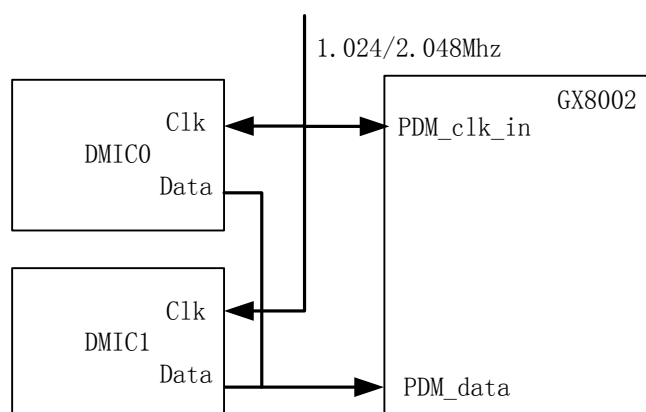 1.024/2.048Mhz
GX8002
Clk
PDM_clk_in
DMIC0
Data
Clk
DMIC1
Data
PDM_data